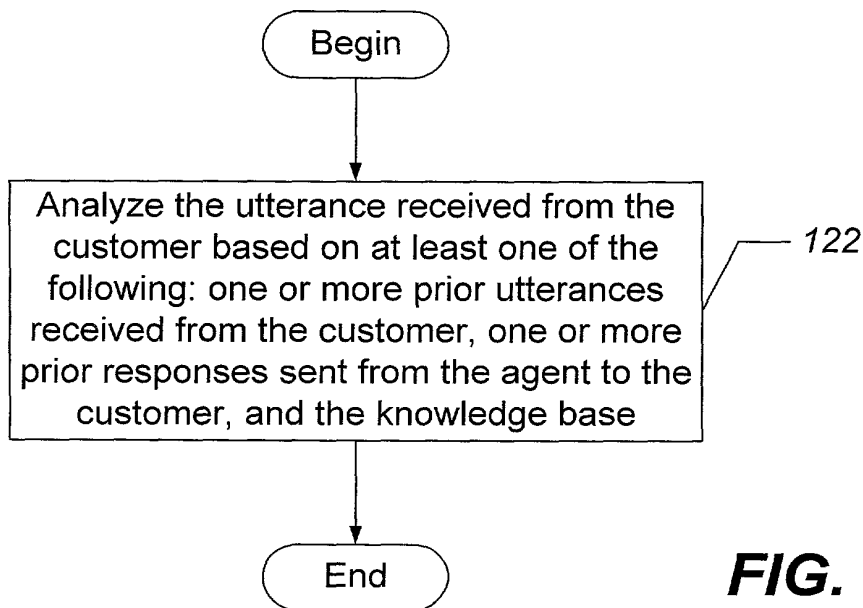 Begin
Analyze the utterance received from the
customer based on at least one of the
following: one or more prior utterances
received from the customer, one or more
prior responses sent from the agent to the
customer, and the knowledge base
122
End
FIG.